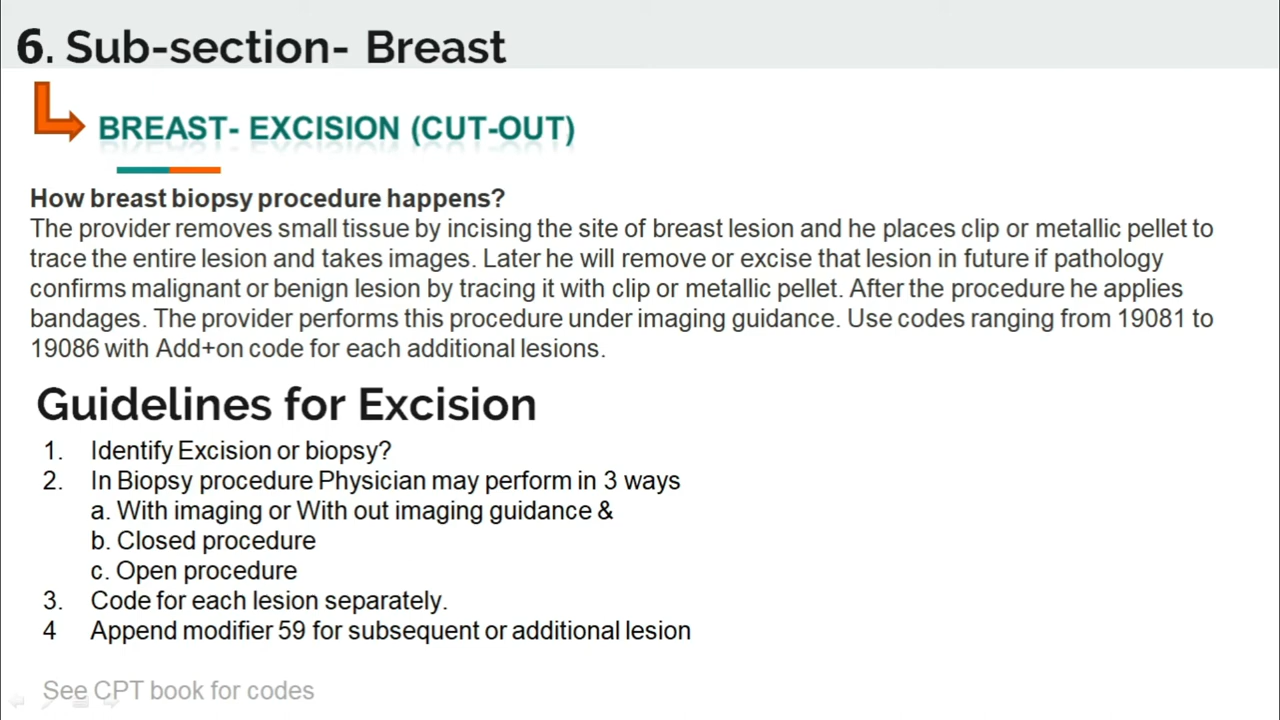 6. Sub-section- Breast
BREAST- EXCISION (CUT-OUT)
How breast biopsy procedure happens?
The provider removes small tissue by incising the site of breast lesion and he places clip or metallic pellet to
trace the entire lesion and takes images. Later he will remove or excise that lesion in future if pathology
confirms malignant or benign lesion by tracing it with clip or metallic pellet. After the procedure he applies
bandages. The provider performs this procedure under imaging guidance. Use codes ranging from 19081 to
19086 with Add+on code for each additional lesions.
Guidelines for Excision
1. Identify Excision or biopsy?
2. In Biopsy procedure Physician may perform in 3 ways
a. With imaging or With out imaging guidance &
b. Closed procedure
c. Open procedure
3. Code for each lesion separately.
4 Append modifier 59 for subsequent or additional lesion
See CPT book for codes